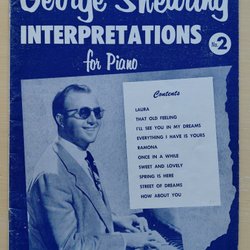 George Shearing
INTERPRETATIONS
for Piano
No. 2
Contents
LAURA
THAT OLD FEELING
I'LL SEE YOU IN MY DREAMS
EVERYTHING I HAVE IS YOURS
RAMONA
ONCE IN A WHILE
SWEET AND LOVELY
SPRING IS HERE
STREET OF DREAMS
HOW ABOUT YOU